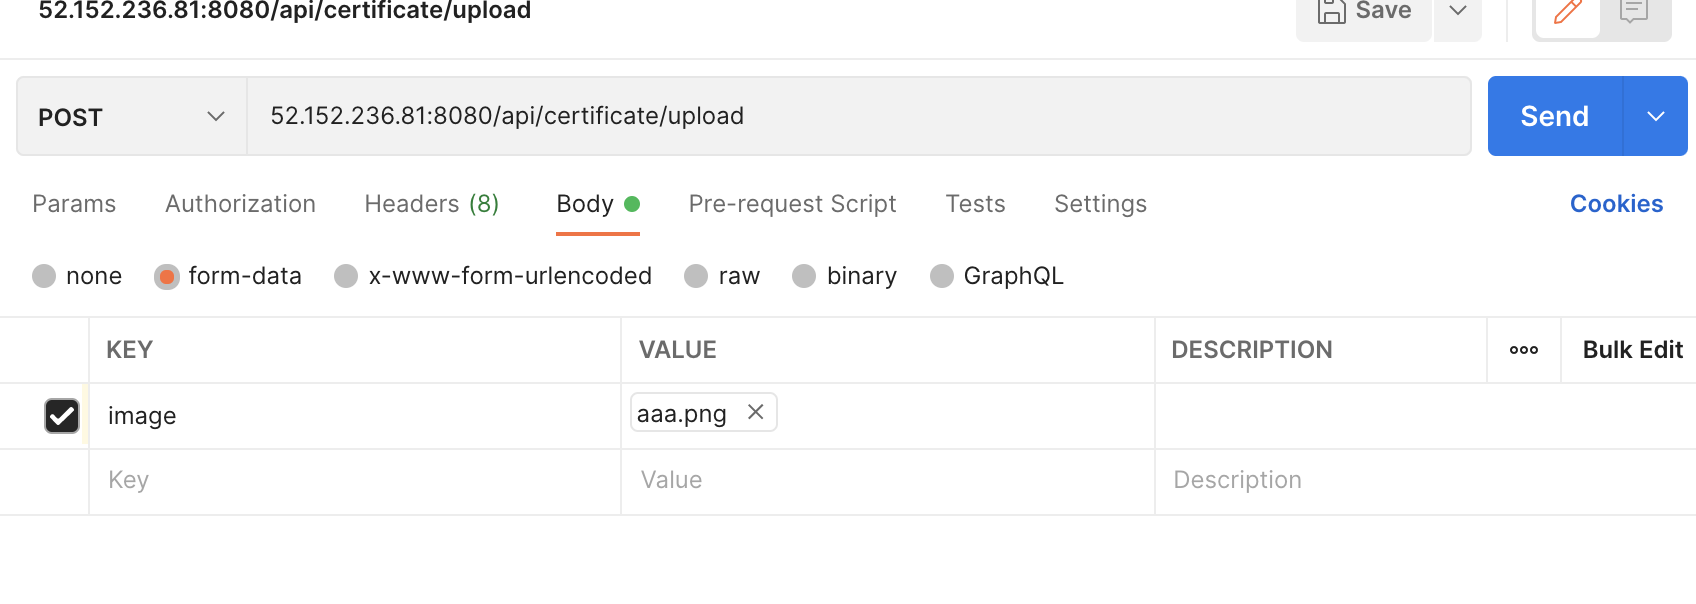 52.152.236.81:8080/api/certificate/upload Save
POST 52.152.236.81:8080/api/certificate/upload Send
Params Authorization Headers (8) Body Pre-request Script Tests Settings Cookies
none form-data x-www-form-urlencoded raw binary GraphQL
KEY VALUE DESCRIPTION Bulk Edit
image aaa.png
Key Value Description